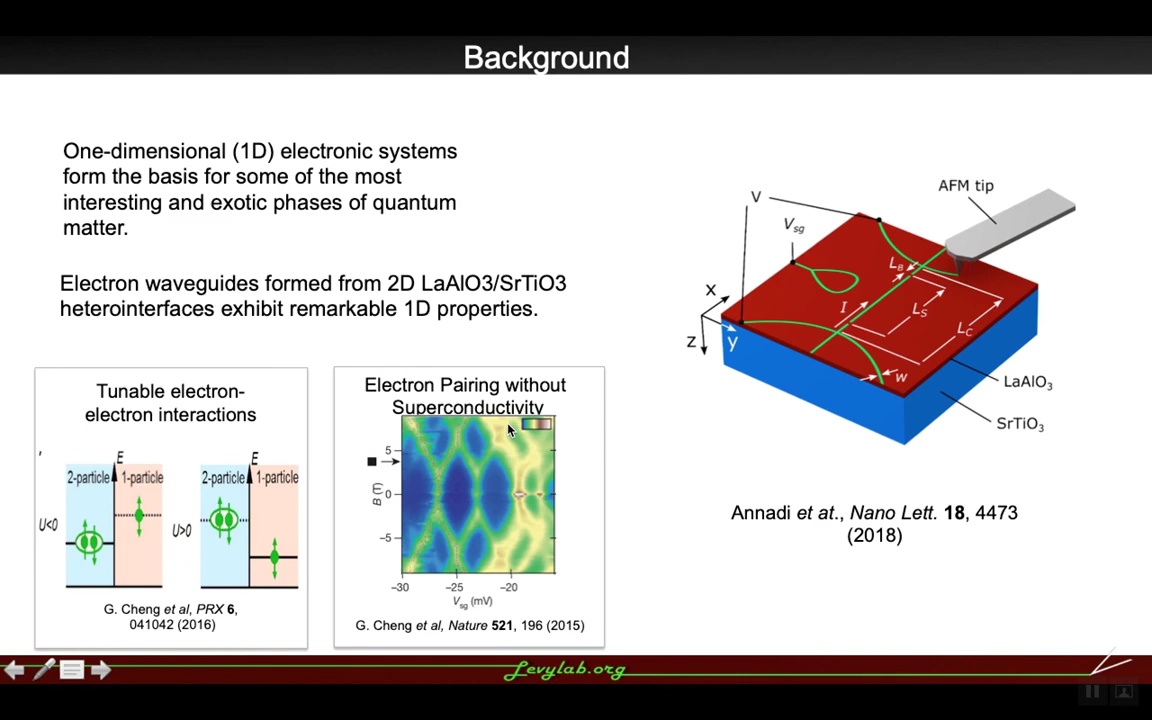 Background
One-dimensional (1D) electronic systems
form the basis for some of the most
interesting and exotic phases of quantum
matter.
Electron waveguides formed from 2D LaAlO3/SrTiO3
heterointerfaces exhibit remarkable 1D properties.
Tunable electron-
electron interactions
'
E
2-particle
1-particle
U<0
E
2-particle
1-particle
U>0
G. Cheng et al, PRX 6,
041042 (2016)
Electron Pairing without
Superconductivity
5
0
-5
B (T)
-30
-25
-20
Vsg (mV)
G. Cheng et al, Nature 521, 196 (2015)
AFM tip
V
Vsg
LB
x
I
LS
LC
z
y
w
LaAlO3
SrTiO3
Annadi et at., Nano Lett. 18, 4473
(2018)
Levylab.org